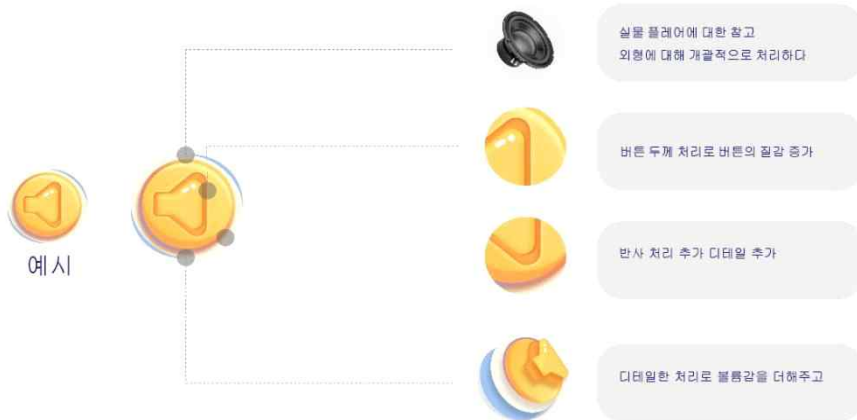 실물 플레어에 대한 참고
외형에 대해 개괄적으로 처리하다
버튼 두께 처리로 버튼의 질감 증가
예시
반사 처리 추가 디테일 추가
디테일한 처리로 볼륨감을 더해주고